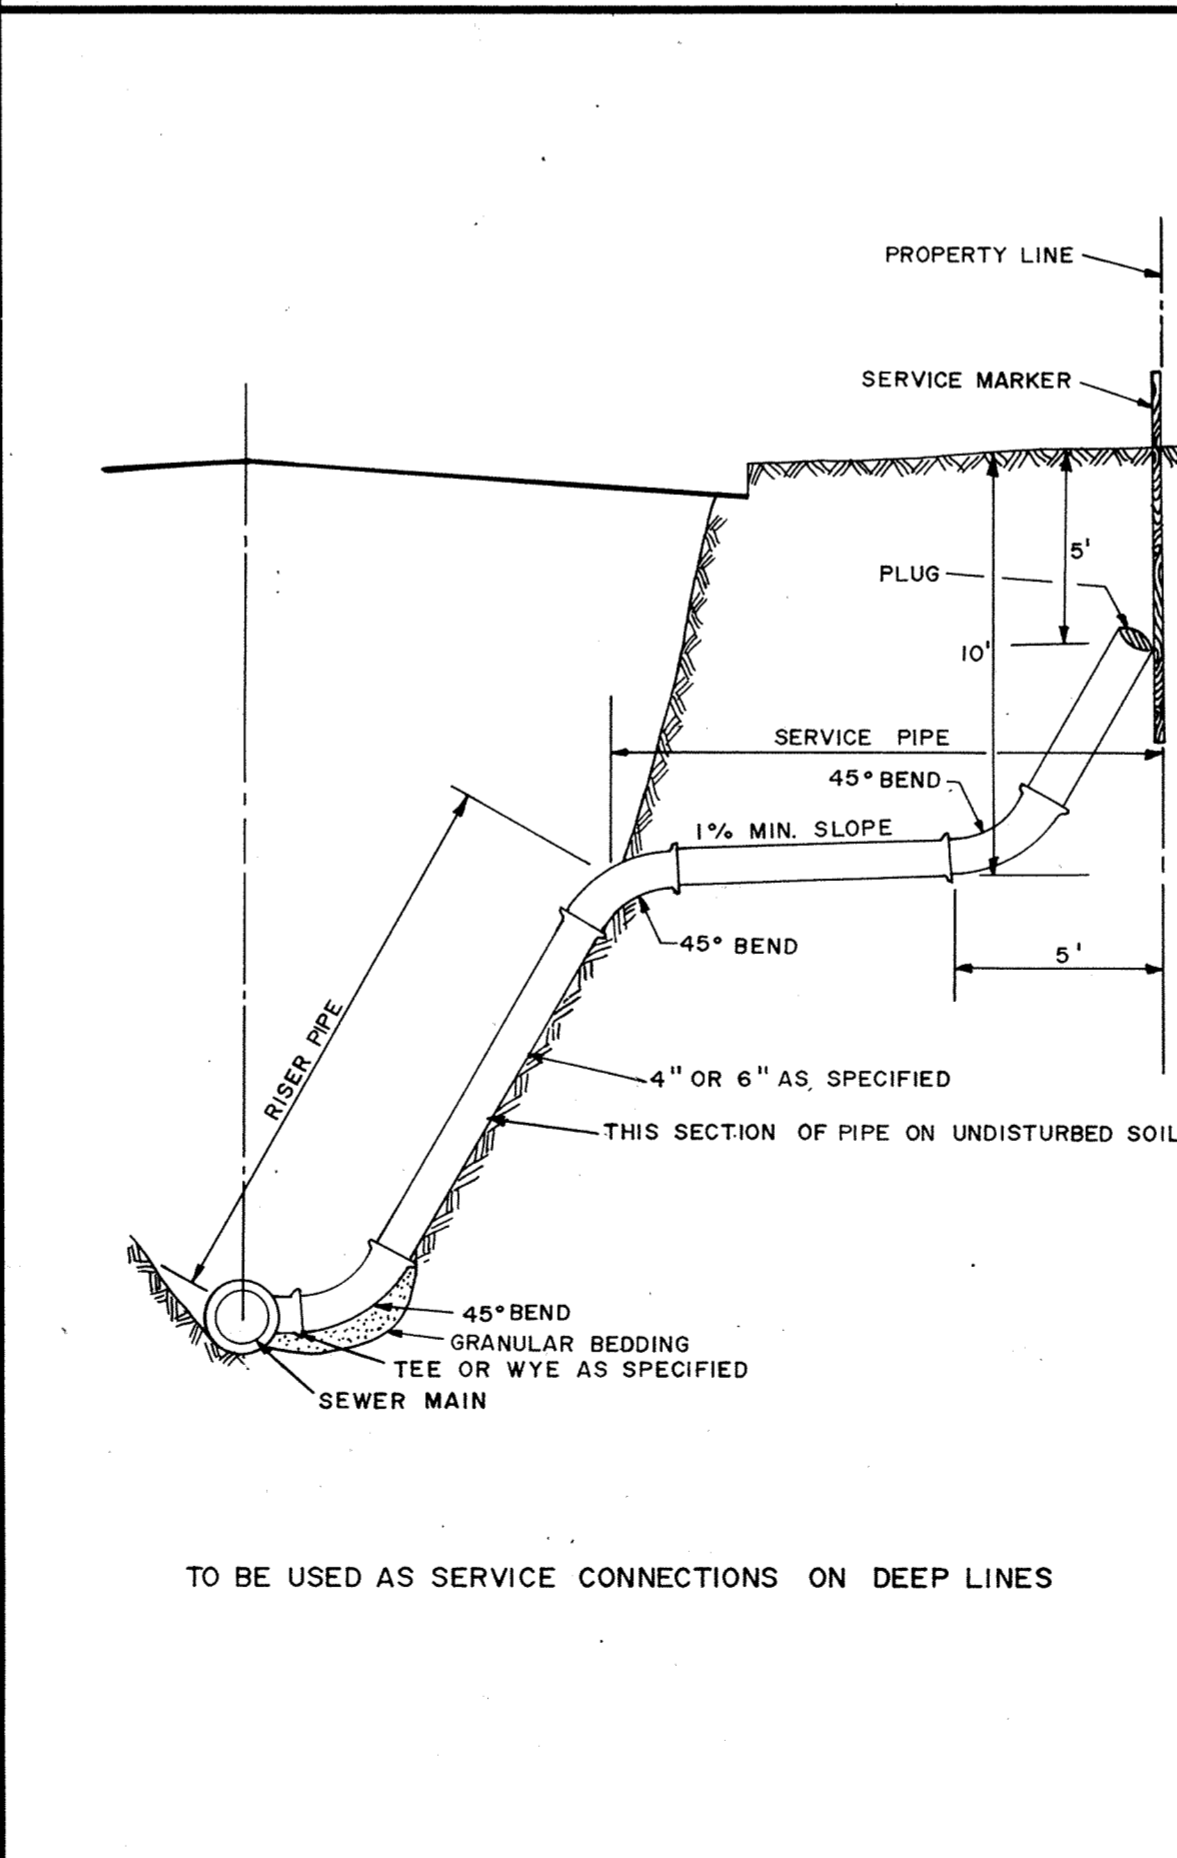 PROPERTY LINE
SERVICE MARKER
5'
PLUG
10'
SERVICE PIPE
45° BEND
1% MIN. SLOPE
45° BEND
5'
RISER PIPE
4" OR 6" AS SPECIFIED
THIS SECTION OF PIPE ON UNDISTURBED SOIL
45° BEND
GRANULAR BEDDING
TEE OR WYE AS SPECIFIED
SEWER MAIN
TO BE USED AS SERVICE CONNECTIONS ON DEEP LINES